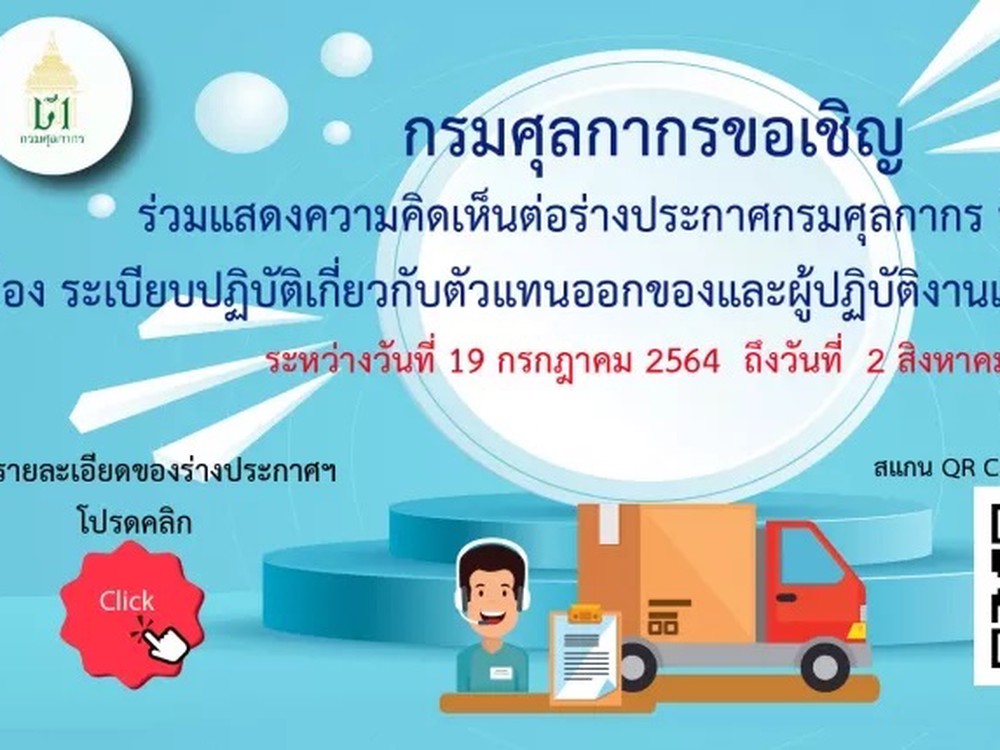 กรมศุลกากร
กรมศุลกากรขอเชิญ
ร่วมแสดงความคิดเห็นต่อร่างประกาศกรมศุลกากร
ระเบียบปฏิบัติเกี่ยวกับตัวแทนออกของและผู้ปฏิบัติงาน
ระหว่างวันที่ 19 กรกฎาคม 2564 ถึงวันที่ 2 สิงหาคม
รายละเอียดของร่างประกาศฯ
โปรดคลิก
Click
สแกน QR